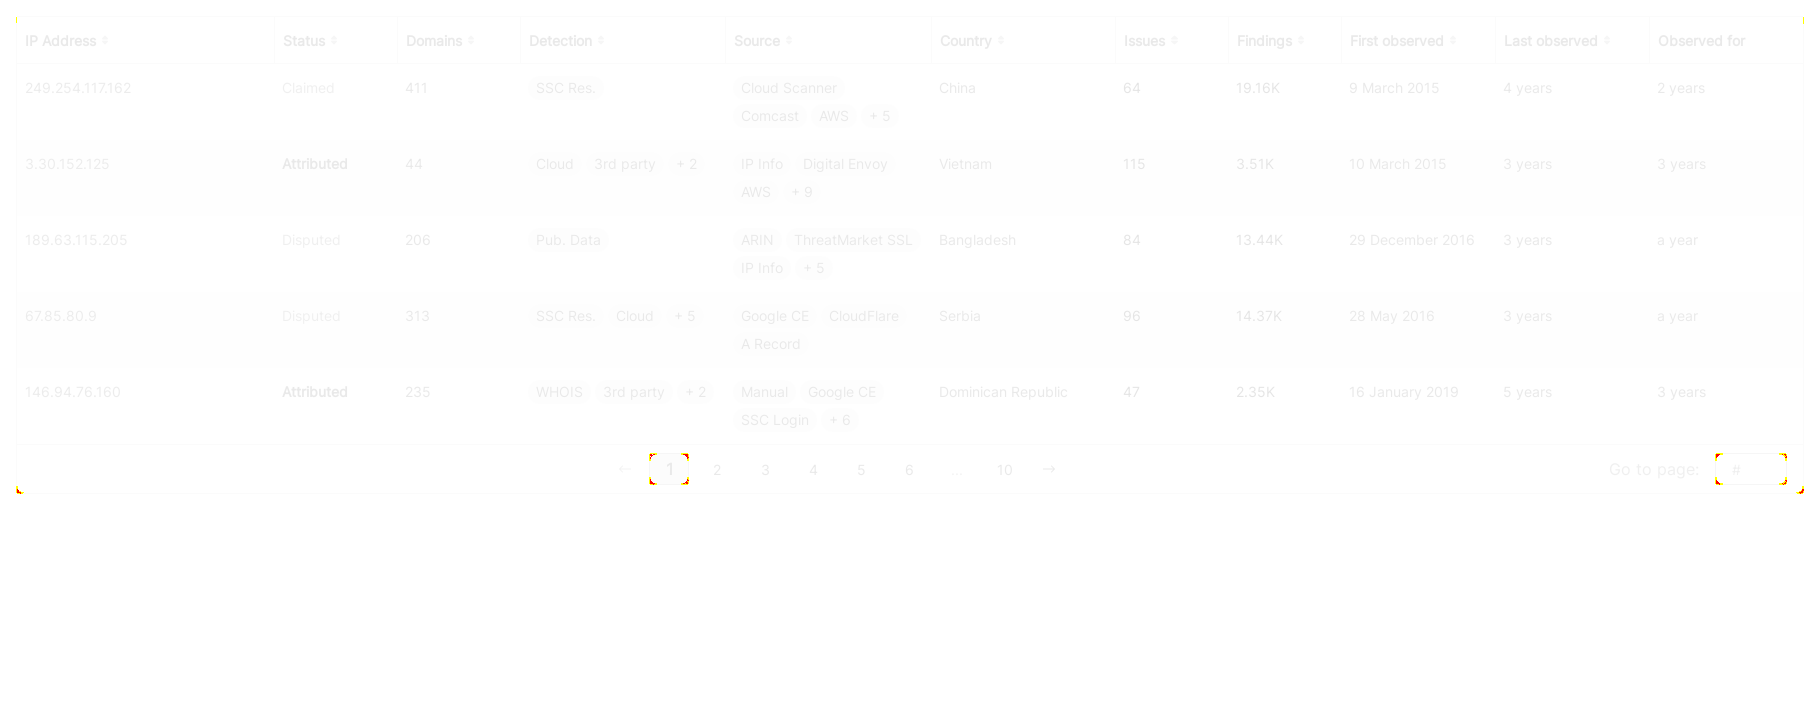 IP Address Status Domains Detection Source Country Issues Findings First observed Last observed Observed for
249.254.117.162 Claimed 411 SSC Res. Cloud Scanner China 64 19.16K 9 March 2015 4 years 2 years
Comcast AWS + 5
3.30.152.125 Attributed 44 Cloud 3rd party + 2 IP Info Digital Envoy Vietnam 115 3.51K 10 March 2015 3 years 3 years
AWS + 9
189.63.115.205 Disputed 206 Pub. Data ARIN ThreatMarket SSL Bangladesh 84 13.44K 29 December 2016 3 years a year
IP Info + 5
67.85.80.9 Disputed 313 SSC Res. Cloud + 5 Google CE CloudFlare Serbia 96 14.37K 28 May 2016 3 years a year
A Record
146.94.76.160 Attributed 235 WHOIS 3rd party + 2 Manual Google CE Dominican Republic 47 2.35K 16 January 2019 5 years 3 years
SSC Login + 6
← 1 2 3 4 5 6 ... 10 → Go to page: #